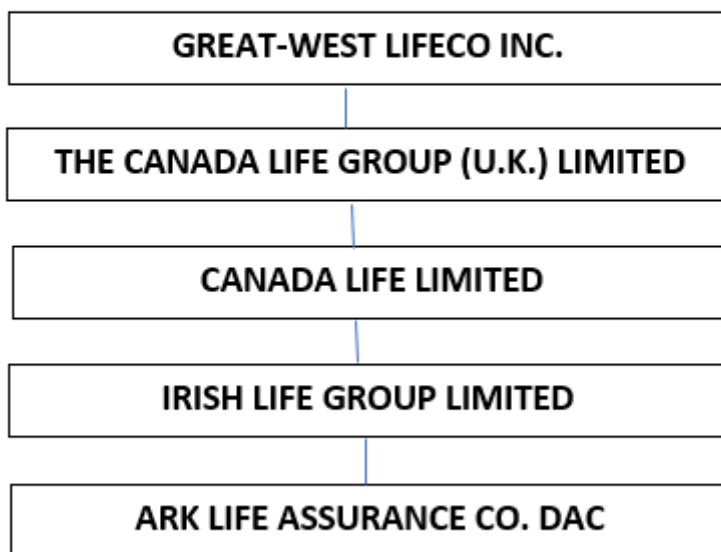 GREAT-WEST LIFECO INC.
THE CANADA LIFE GROUP (U.K.) LIMITED
CANADA LIFE LIMITED
IRISH LIFE GROUP LIMITED
ARK LIFE ASSURANCE CO. DAC